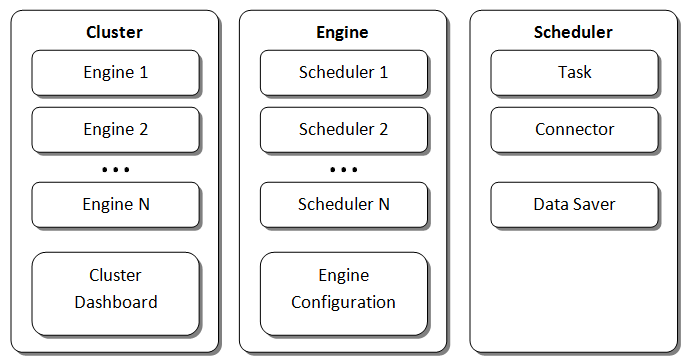 Cluster
Engine 1
Engine 2
...
Engine N
Cluster
Dashboard
Engine
Scheduler 1
Scheduler 2
...
Scheduler N
Engine
Configuration
Scheduler
Task
Connector
Data Saver